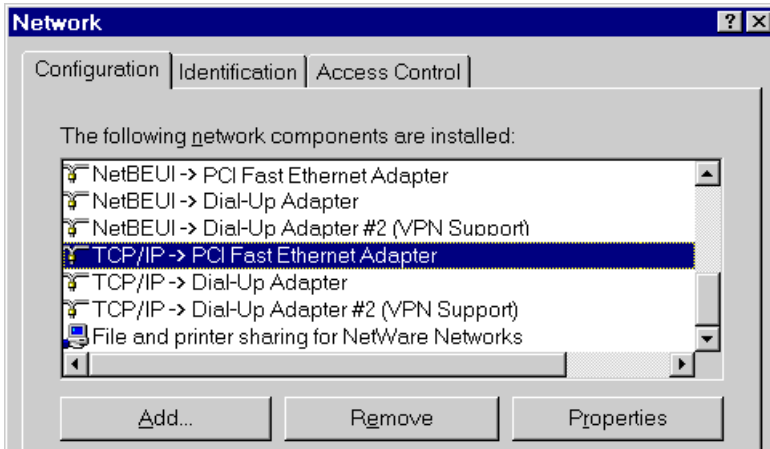 Network
Configuration Identification Access Control
The following network components are installed:
NetBEUI -> PCI Fast Ethernet Adapter
NetBEUI -> Dial-Up Adapter
NetBEUI -> Dial-Up Adapter #2 (VPN Support)
TCP/IP -> PCI Fast Ethernet Adapter
TCP/IP -> Dial-Up Adapter
TCP/IP -> Dial-Up Adapter #2 (VPN Support)
File and printer sharing for NetWare Networks
Add... Remove Properties